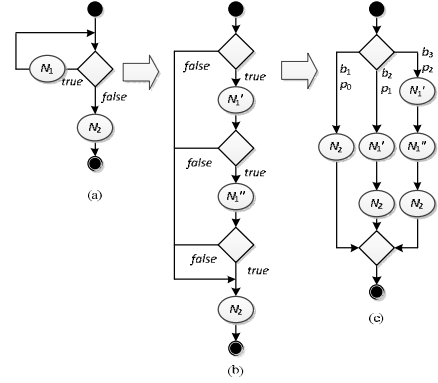 N1
true
false
N2
(a)
false
true
N1'
false
true
N1''
false
true
N2
(b)
b1
p0
b2
p1
b3
p2
N1'
N2
N1'
N1''
N2
N2
(c)